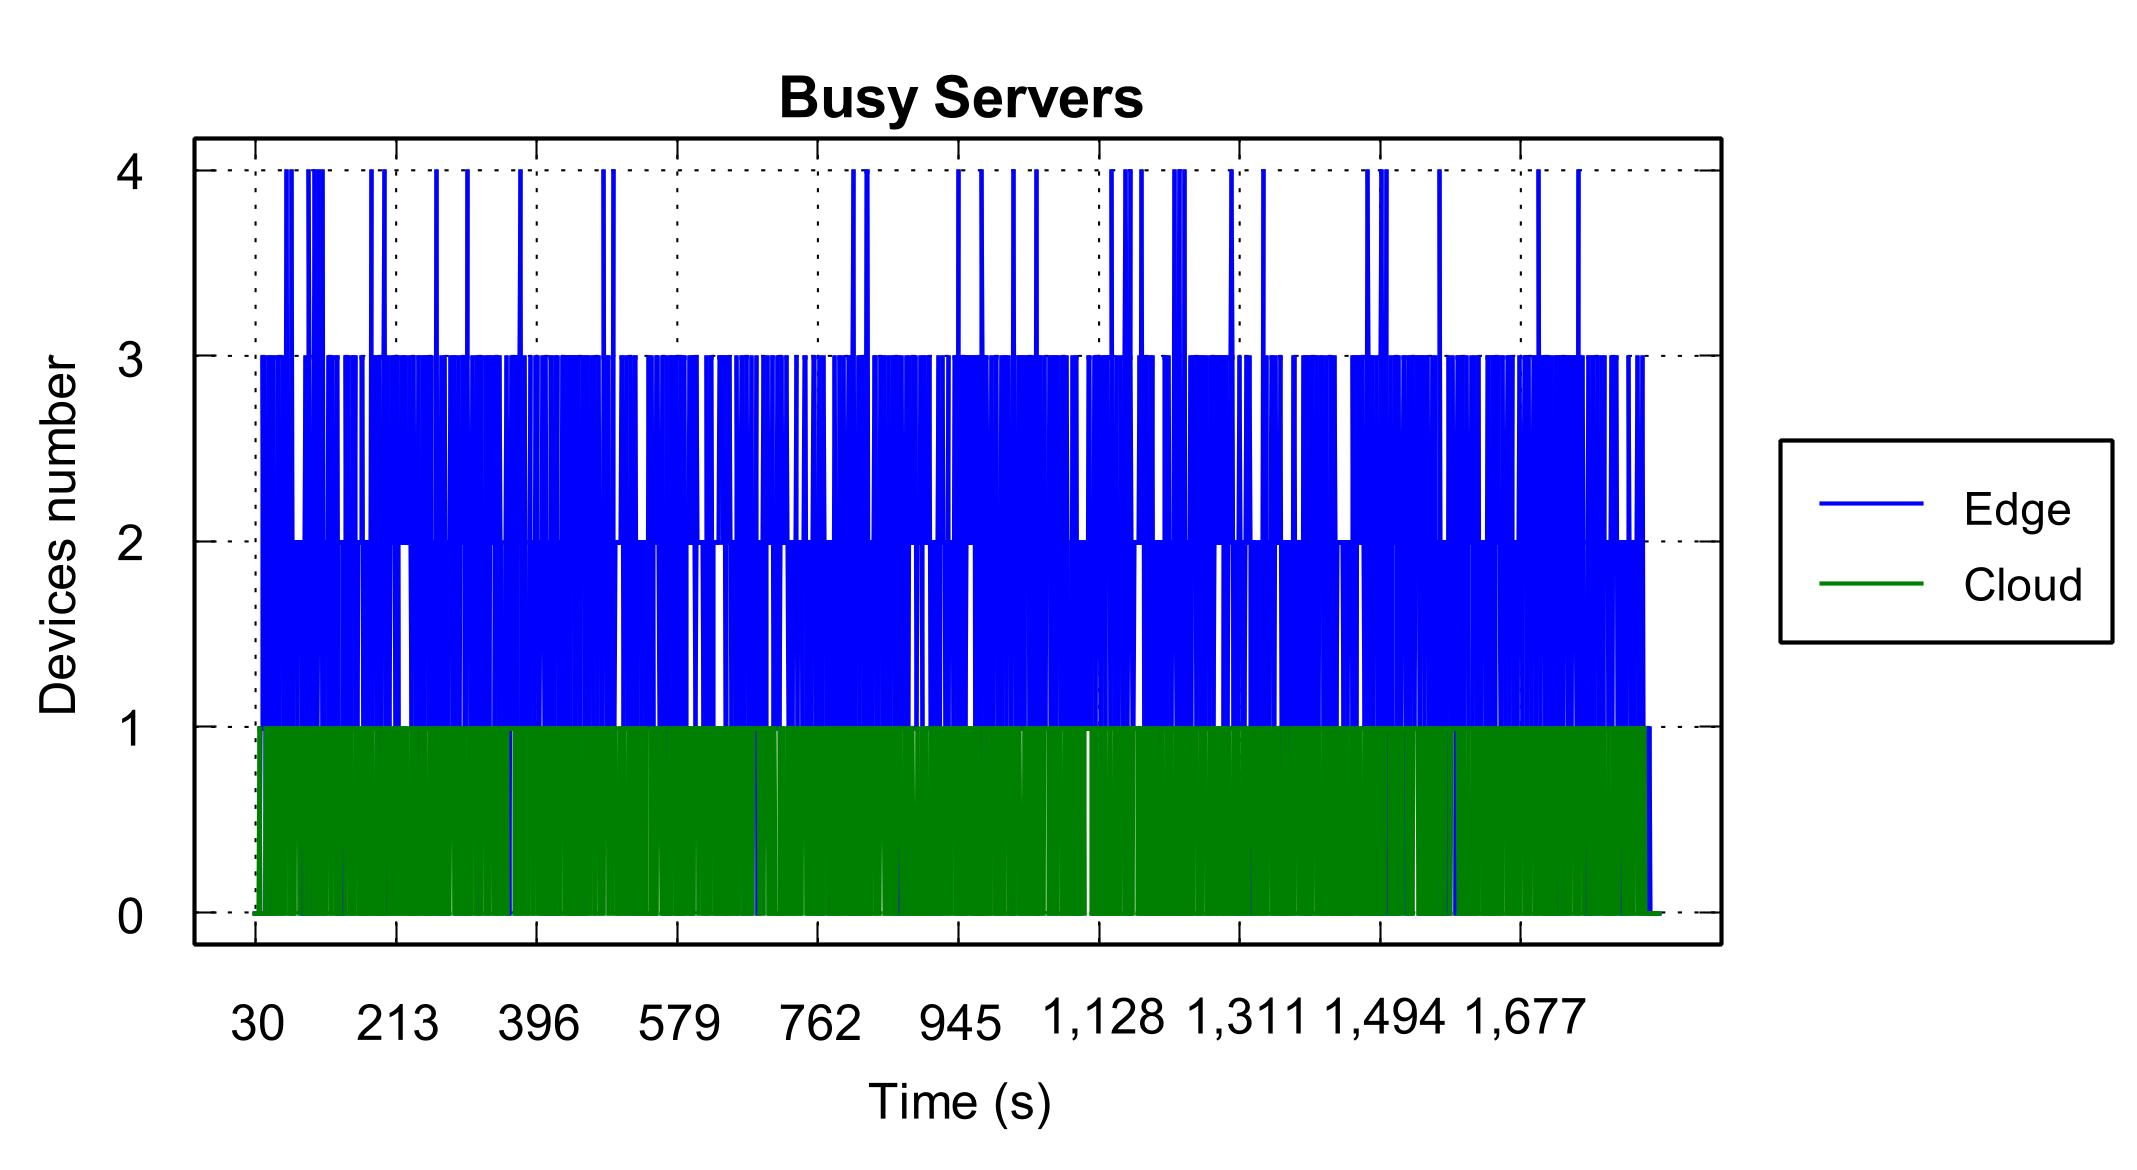 Busy Servers
4
3
2
1
0
Devices number
30 213 396 579 762 945 1,128 1,311 1,494 1,677
Time (s)
Edge
Cloud